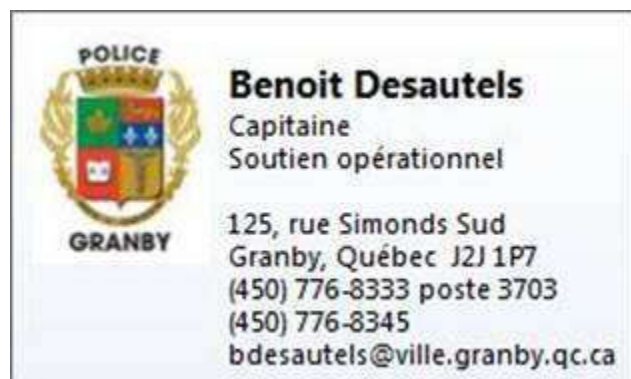 POLICE
GRANBY
Benoit Desautels
Capitaine
Soutien opérationnel
125, rue Simonds Sud
Granby, Québec J2J 1P7
(450) 776-8333 poste 3703
(450) 776-8345
bdesautels@ville.granby.qc.ca